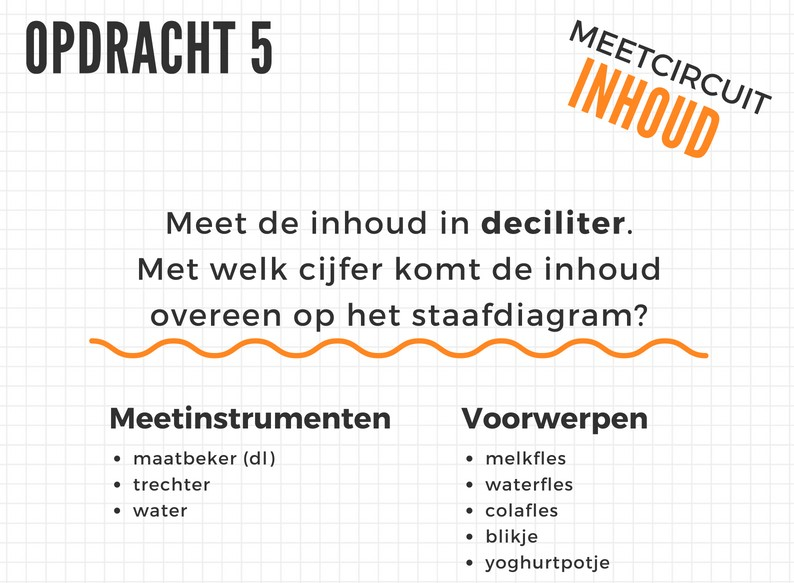 OPDRACHT 5
MEETCIRCUIT
INHOUD
Meet de inhoud in deciliter.
Met welk cijfer komt de inhoud
overeen op het staafdiagram?
Meetinstrumenten
• maatbeker (dl)
• trechter
• water
Voorwerpen
• melkfles
• waterfles
• colafles
• blikje
• yoghurtpotje